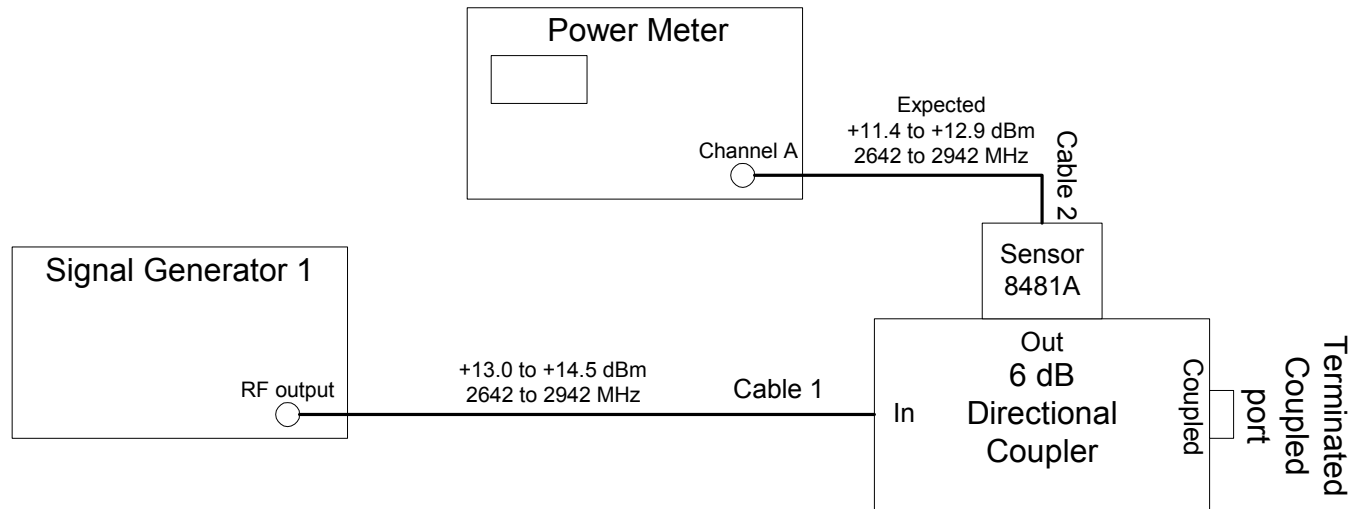 Power Meter
Channel A
Expected
+11.4 to +12.9 dBm
2642 to 2942 MHz
Cable 2
Sensor
8481A
Signal Generator 1
RF output
+13.0 to +14.5 dBm
2642 to 2942 MHz
Cable 1
In
Out
6 dB
Directional
Coupler
Coupled
Terminated
Coupled
port